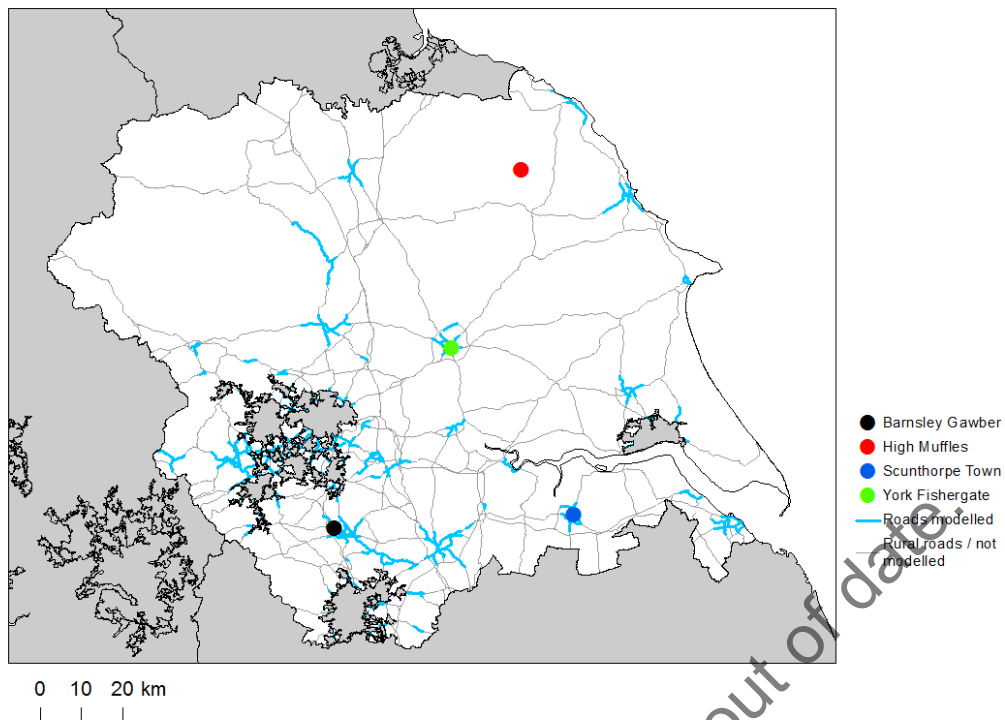 Barnsley Gawber
High Muffles
Scunthorpe Town
York Fishergate
Roads modelled
Rural roads / not
modelled
out of date.
0 10 20 km